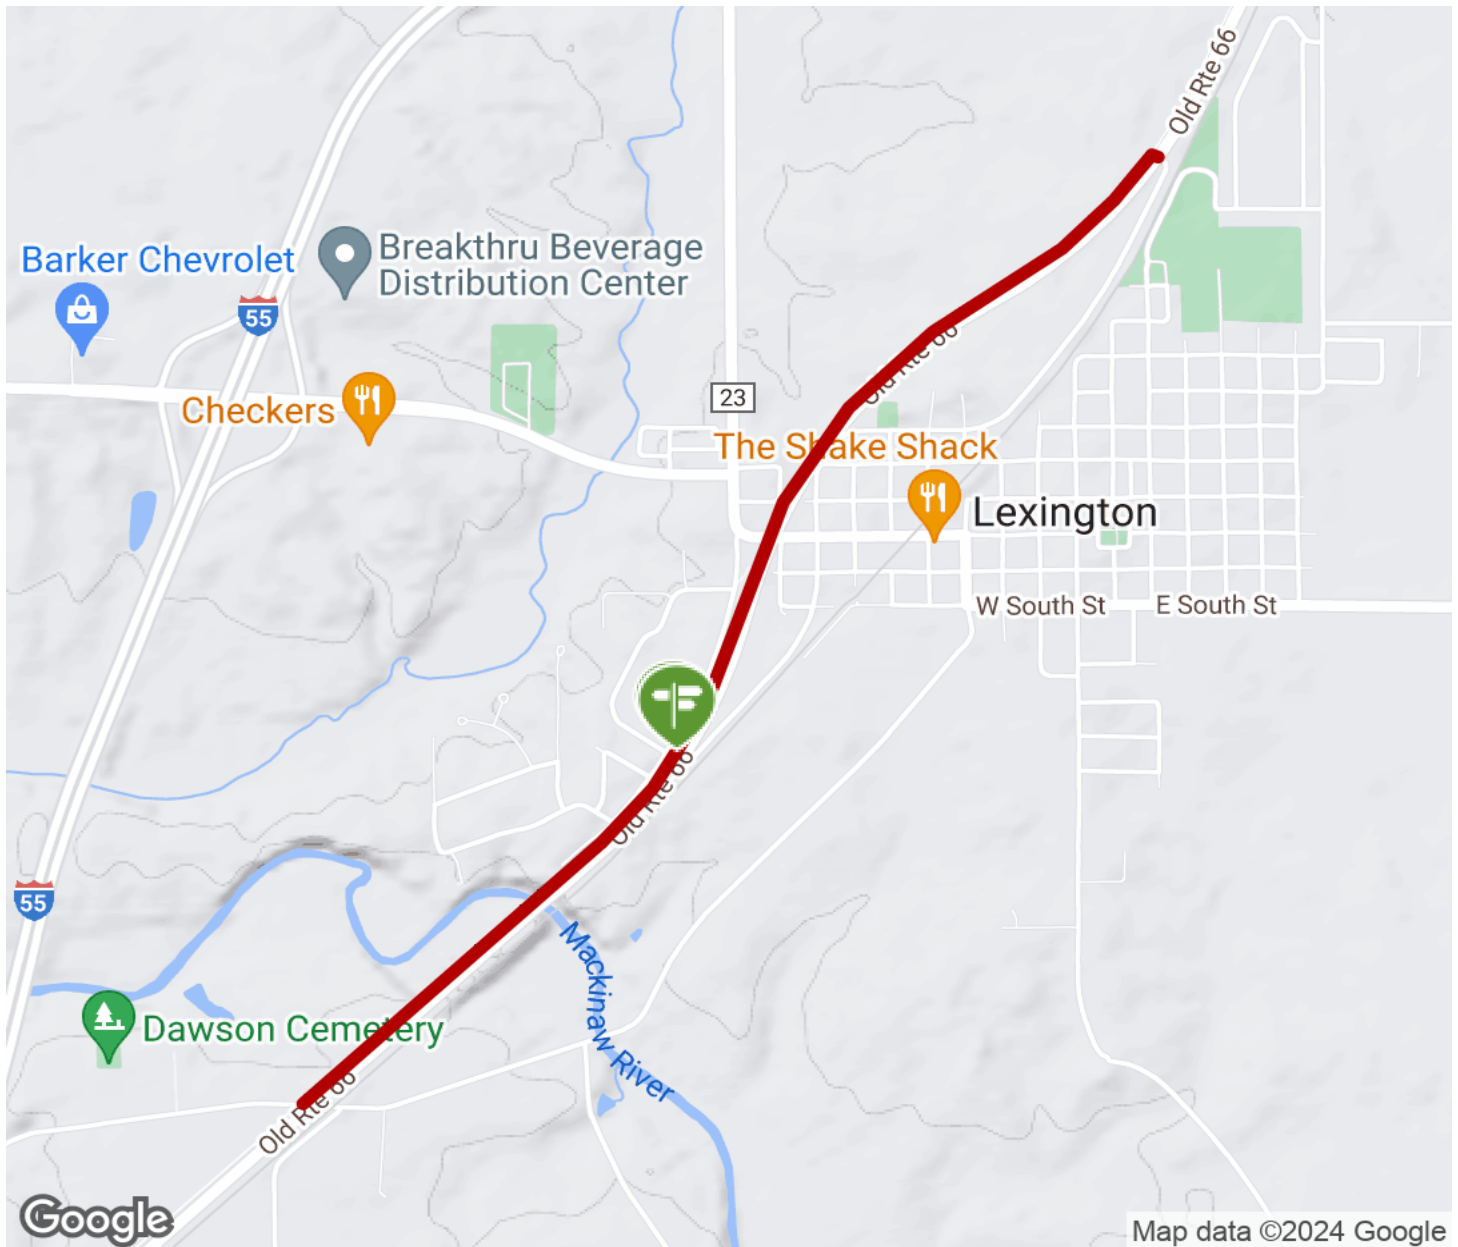 Old Rte 66
Barker Chevrolet
55
Breakthru Beverage
Distribution Center
Old Rte 66
23
Checkers
The Shake Shack
Lexington
W South St
E South St
Old Rte 66
55
Mackinaw River
Dawson Cemetery
Old Rte 66
Google
Map data ©2024 Google